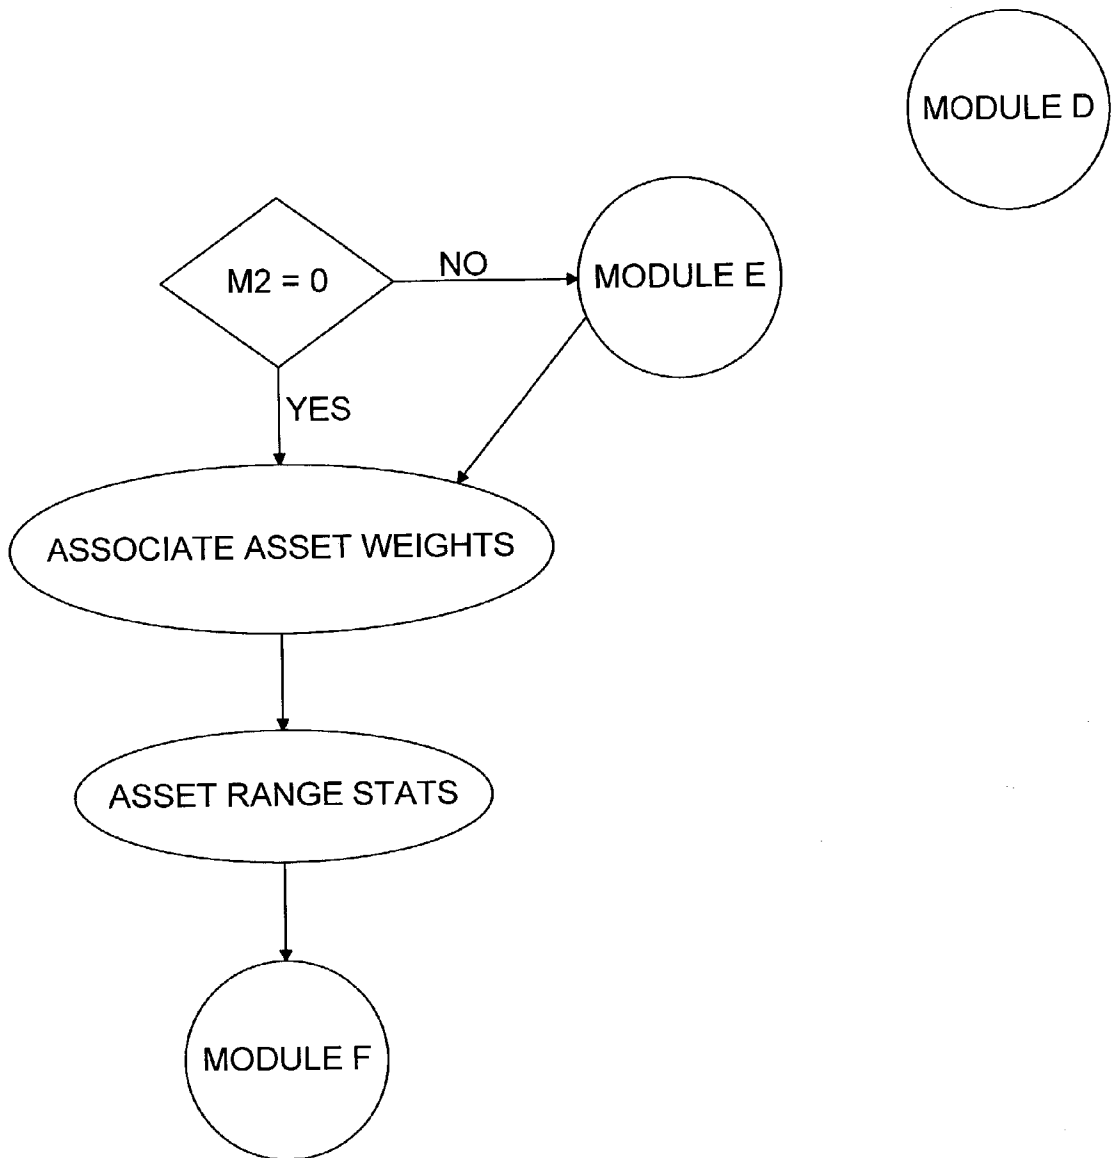 MODULE D
M2 = 0
NO
MODULE E
YES
ASSOCIATE ASSET WEIGHTS
ASSET RANGE STATS
MODULE F